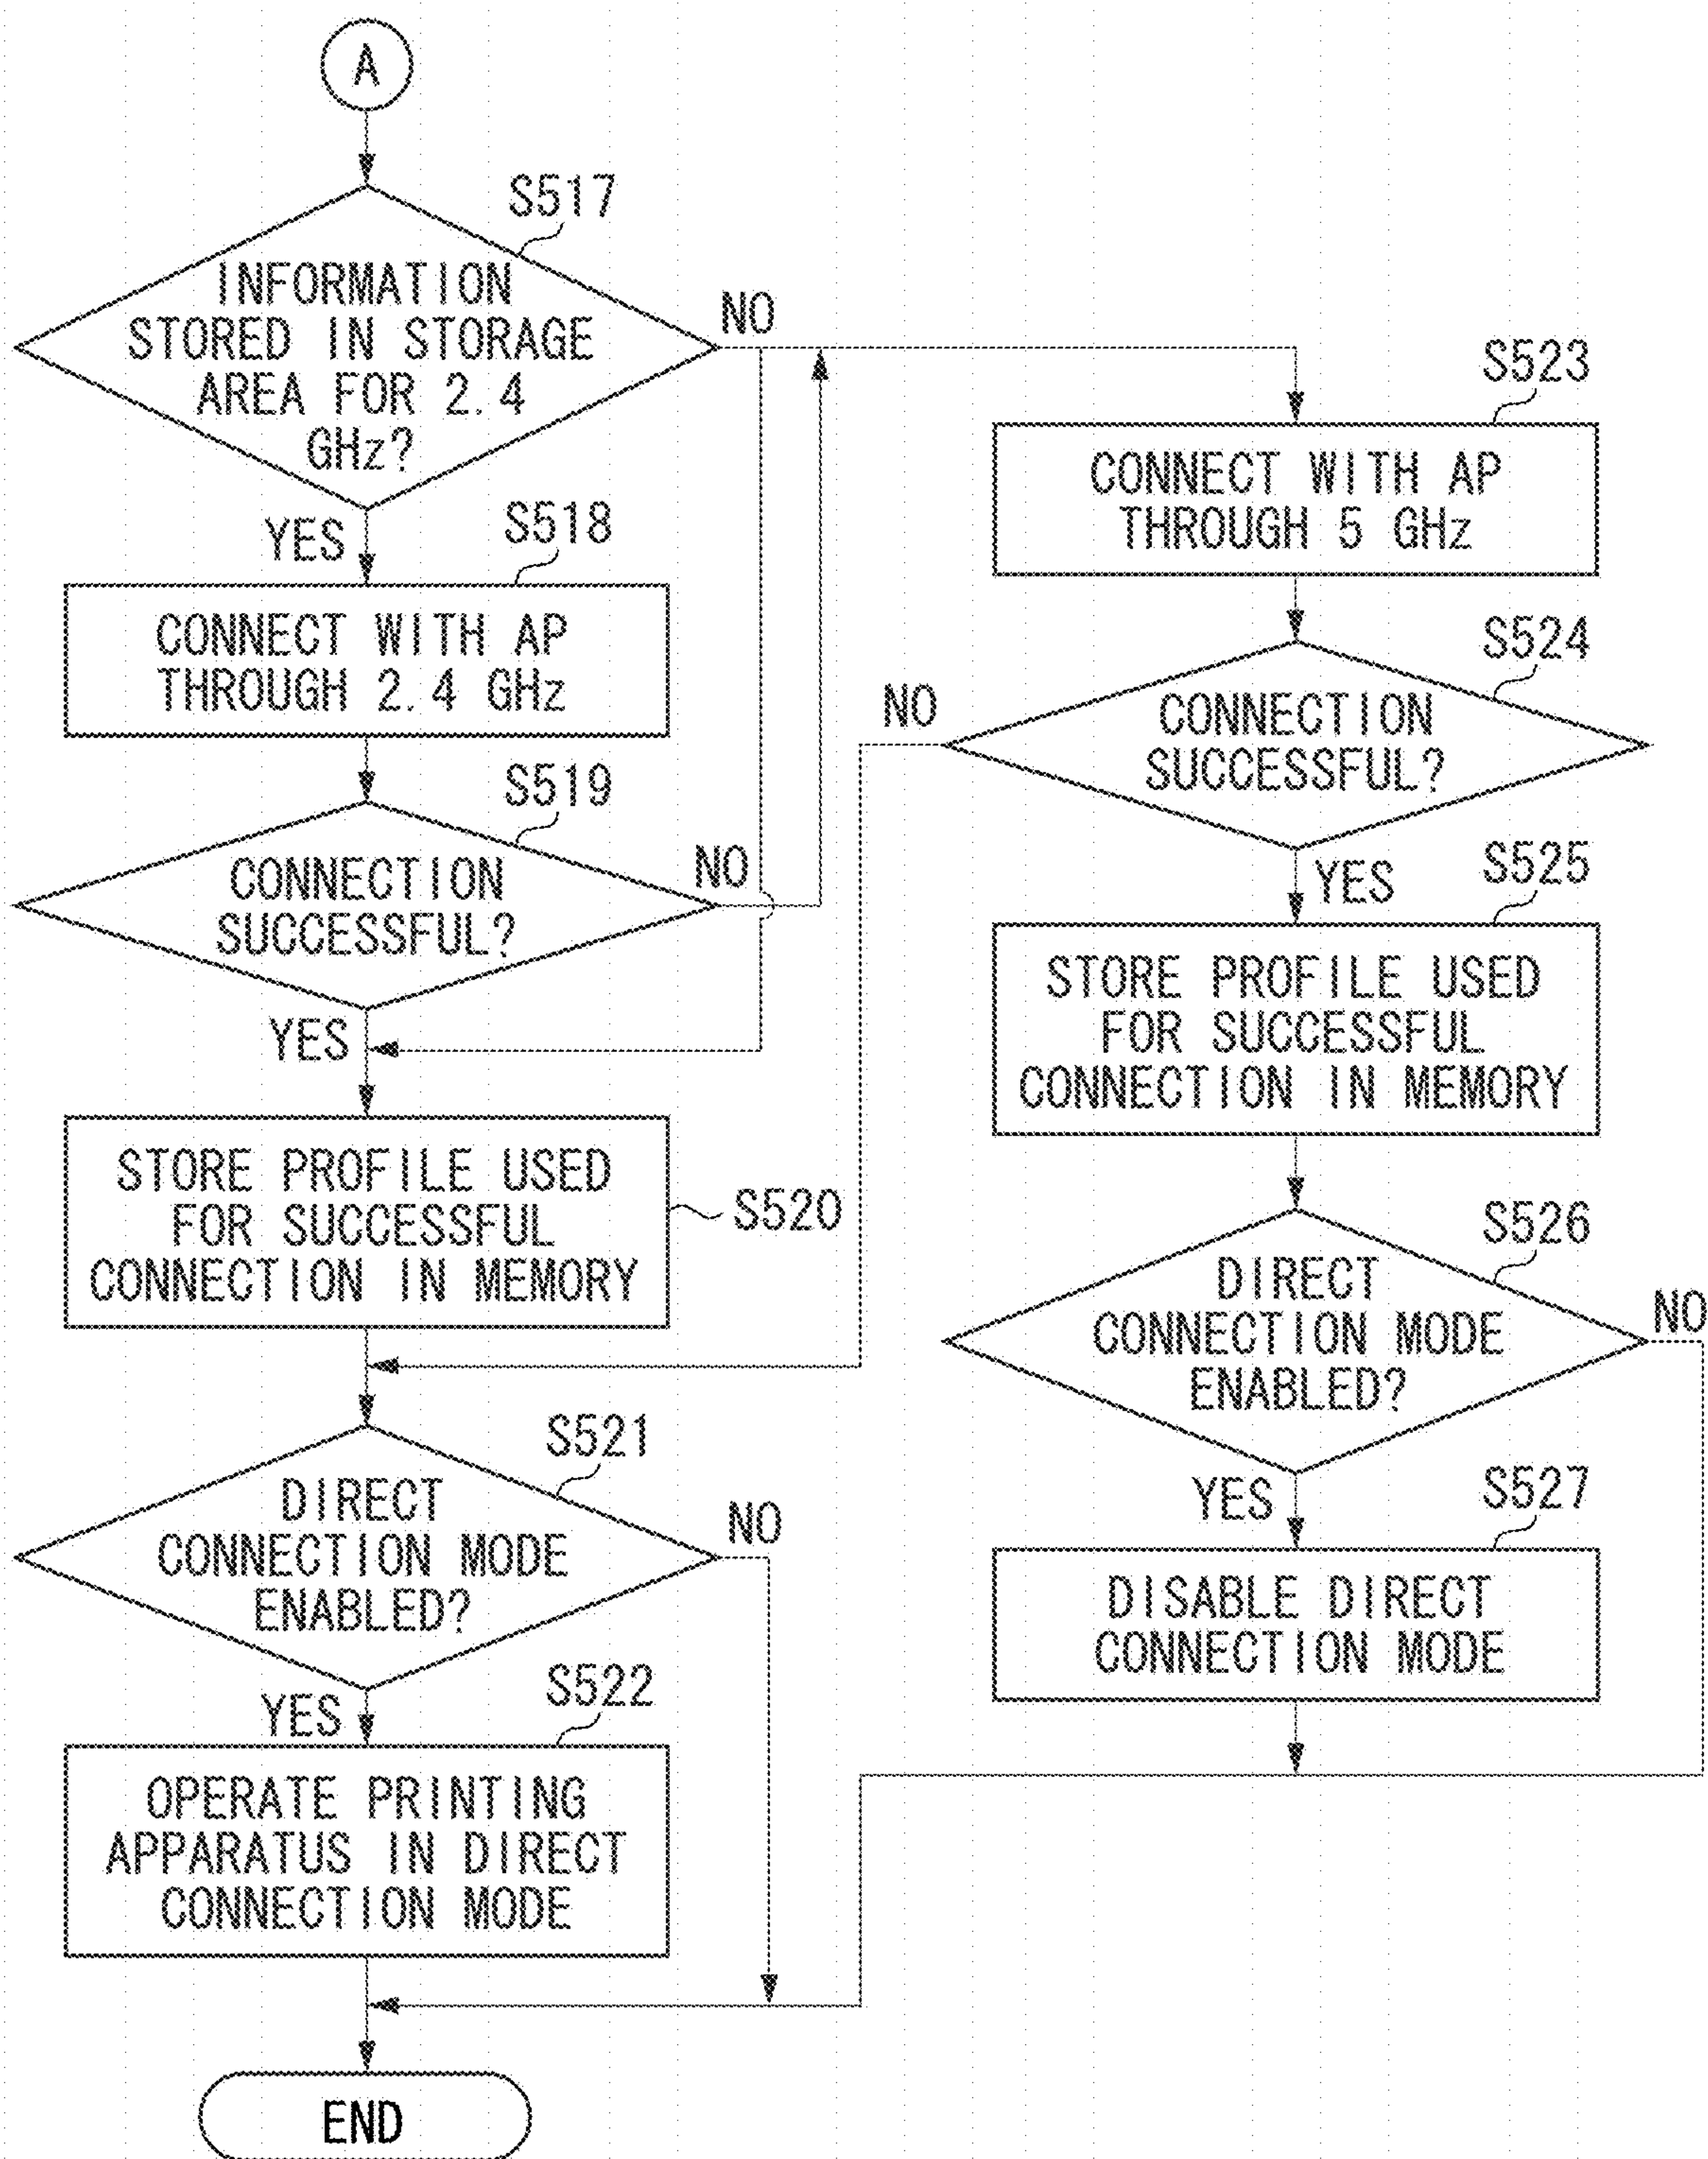 A
S517
INFORMATION
STORED IN STORAGE
AREA FOR 2.4
GHz?
NO
YES
S518
CONNECT WITH AP
THROUGH 2.4 GHz
S519
CONNECTION
SUCCESSFUL?
NO
YES
STORE PROFILE USED
FOR SUCCESSFUL
CONNECTION IN MEMORY
S520
S521
DIRECT
CONNECTION MODE
ENABLED?
NO
YES
S522
OPERATE PRINTING
APPARATUS IN DIRECT
CONNECTION MODE
END
S523
CONNECT WITH AP
THROUGH 5 GHz
S524
NO
CONNECTION
SUCCESSFUL?
YES
S525
STORE PROFILE USED
FOR SUCCESSFUL
CONNECTION IN MEMORY
S526
DIRECT
CONNECTION MODE
ENABLED?
NO
YES
S527
DISABLE DIRECT
CONNECTION MODE